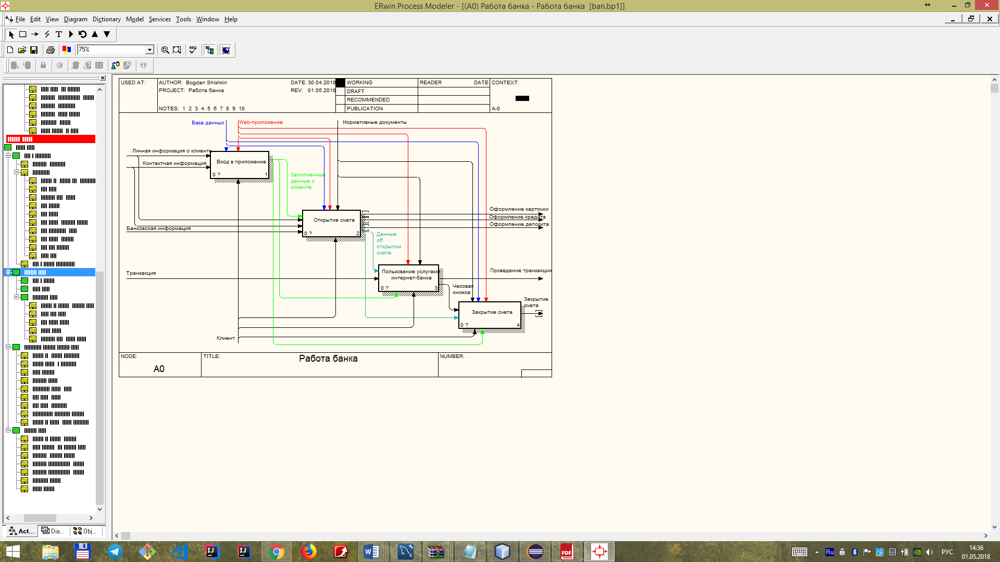 ERwin Process Modeler - [(A0) Работа банка - Работа банка [ban.bp1]]
File Edit View Diagram Dictionary Model Services Tools Window Help
75%
USED AT:
AUTHOR: Bogdan Shishkin
DATE: 30.04.2018
PROJECT: Работа банка
REV: 01.05.2018
NOTES: 1 2 3 4 5 6 7 8 9 10
WORKING
DRAFT
RECOMMENDED
PUBLICATION
READER
DATE
CONTEXT:
A-0
База данных
Web-приложение
Нормативные документы
Личная информация о клиенте
Контактная информация
Вход в приложение
0 ?
1
Заполненные
данные о
клиенте
Оформление карточки
Оформление кредита
Оформление депозита
Открытие счета
0 ?
2
Банковская информация
Данные
об
открытом
счете
Транзакция
Пользование услугами
интернет-банка
0 ?
3
Проведение транзакции
Чековая
книжка
Закрытие
счета
Закрытие счета
0 ?
4
Клиент
NODE:
A0
TITLE:
Работа банка
NUMBER:
Act...
Dia...
Obj...
Ru
РУС
14:36
01.05.2018